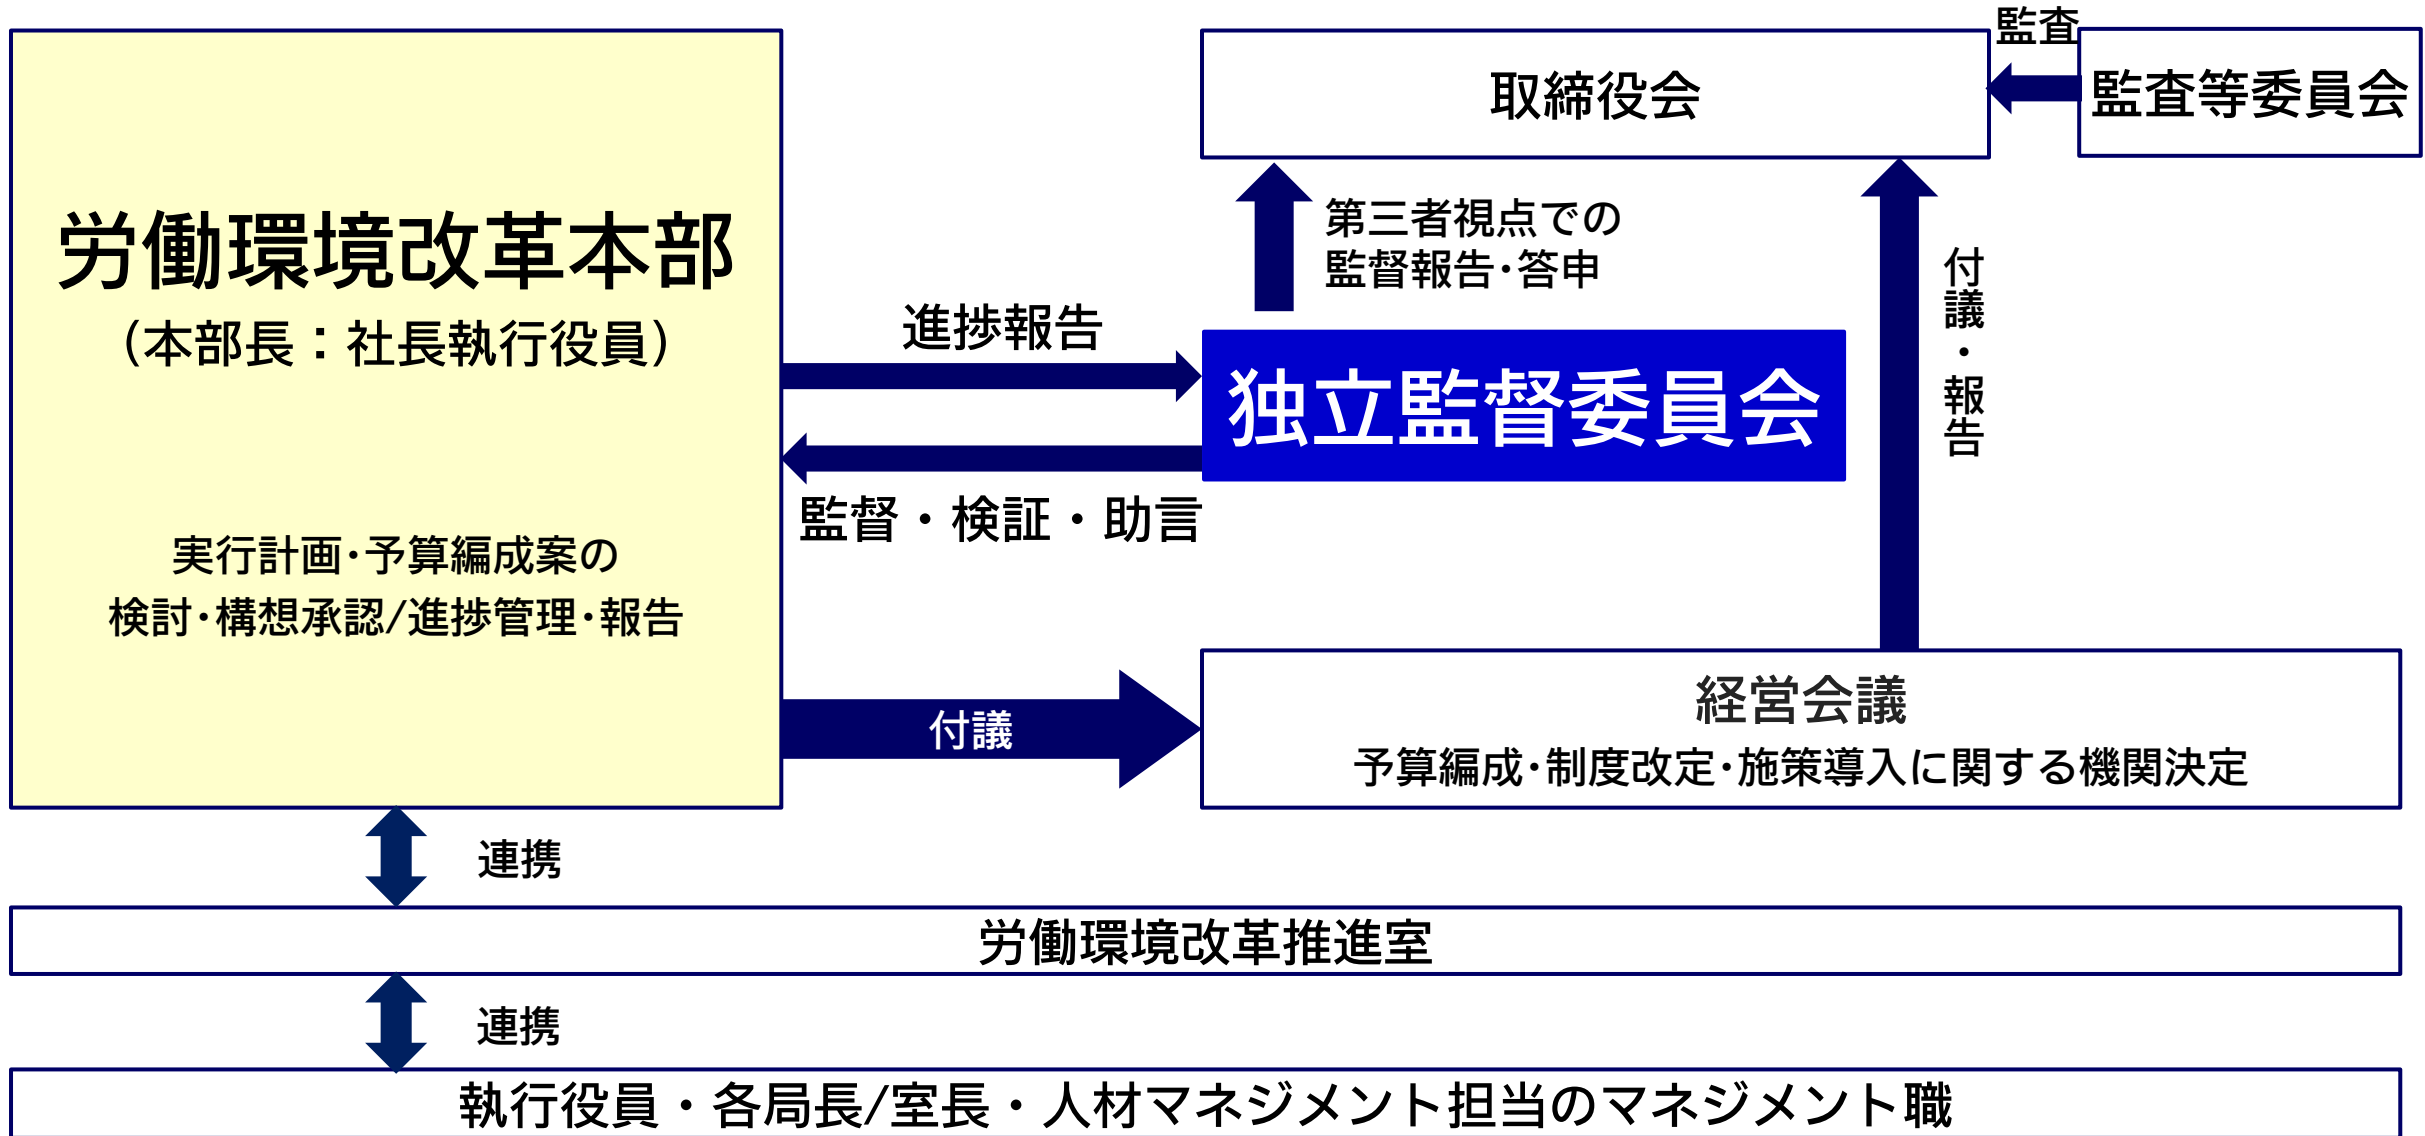 労働環境改革本部
（本部長：社長執行役員）
実行計画・予算編成案の
検討・構想承認/進捗管理・報告
進捗報告
監督・検証・助言
付議
取締役会
監査
監査等委員会
第三者視点での
監督報告・答申
独立監督委員会
付議・報告
経営会議
予算編成・制度改定・施策導入に関する機関決定
連携
労働環境改革推進室
連携
執行役員・各局長/室長・人材マネジメント担当のマネジメント職